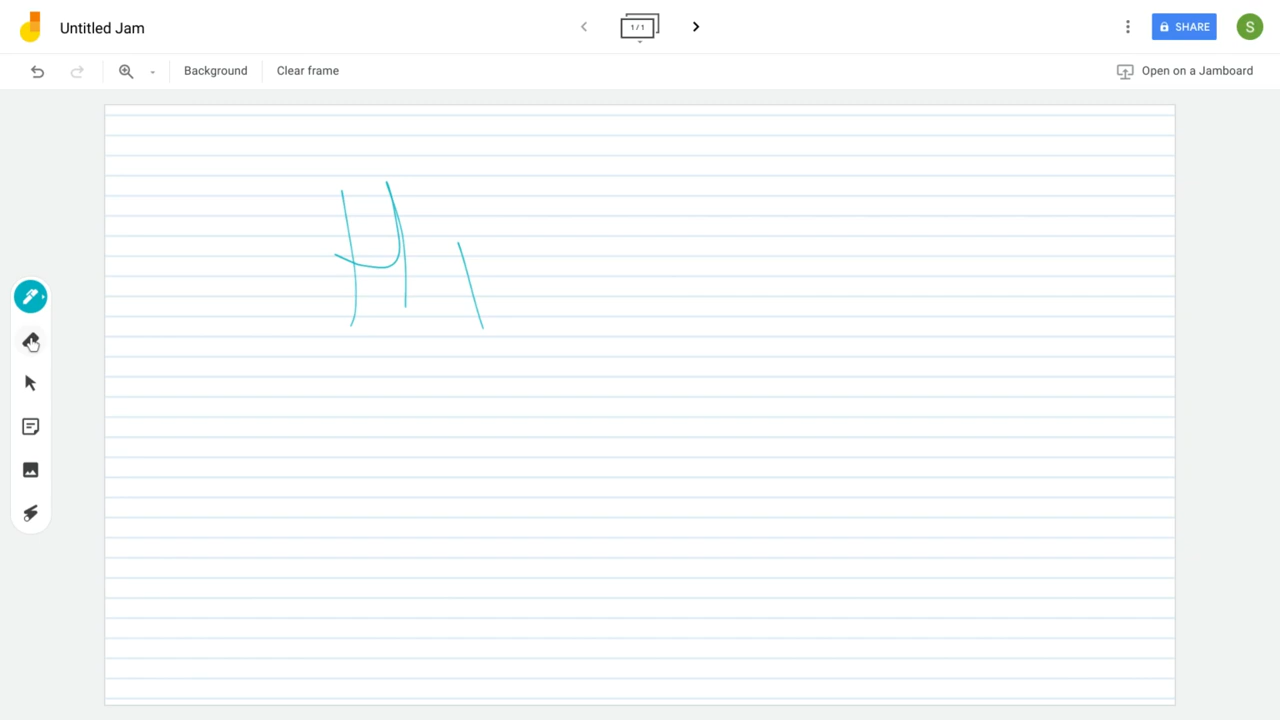 Untitled Jam
1/1
SHARE
S
Background
Clear frame
Open on a Jamboard
Hi